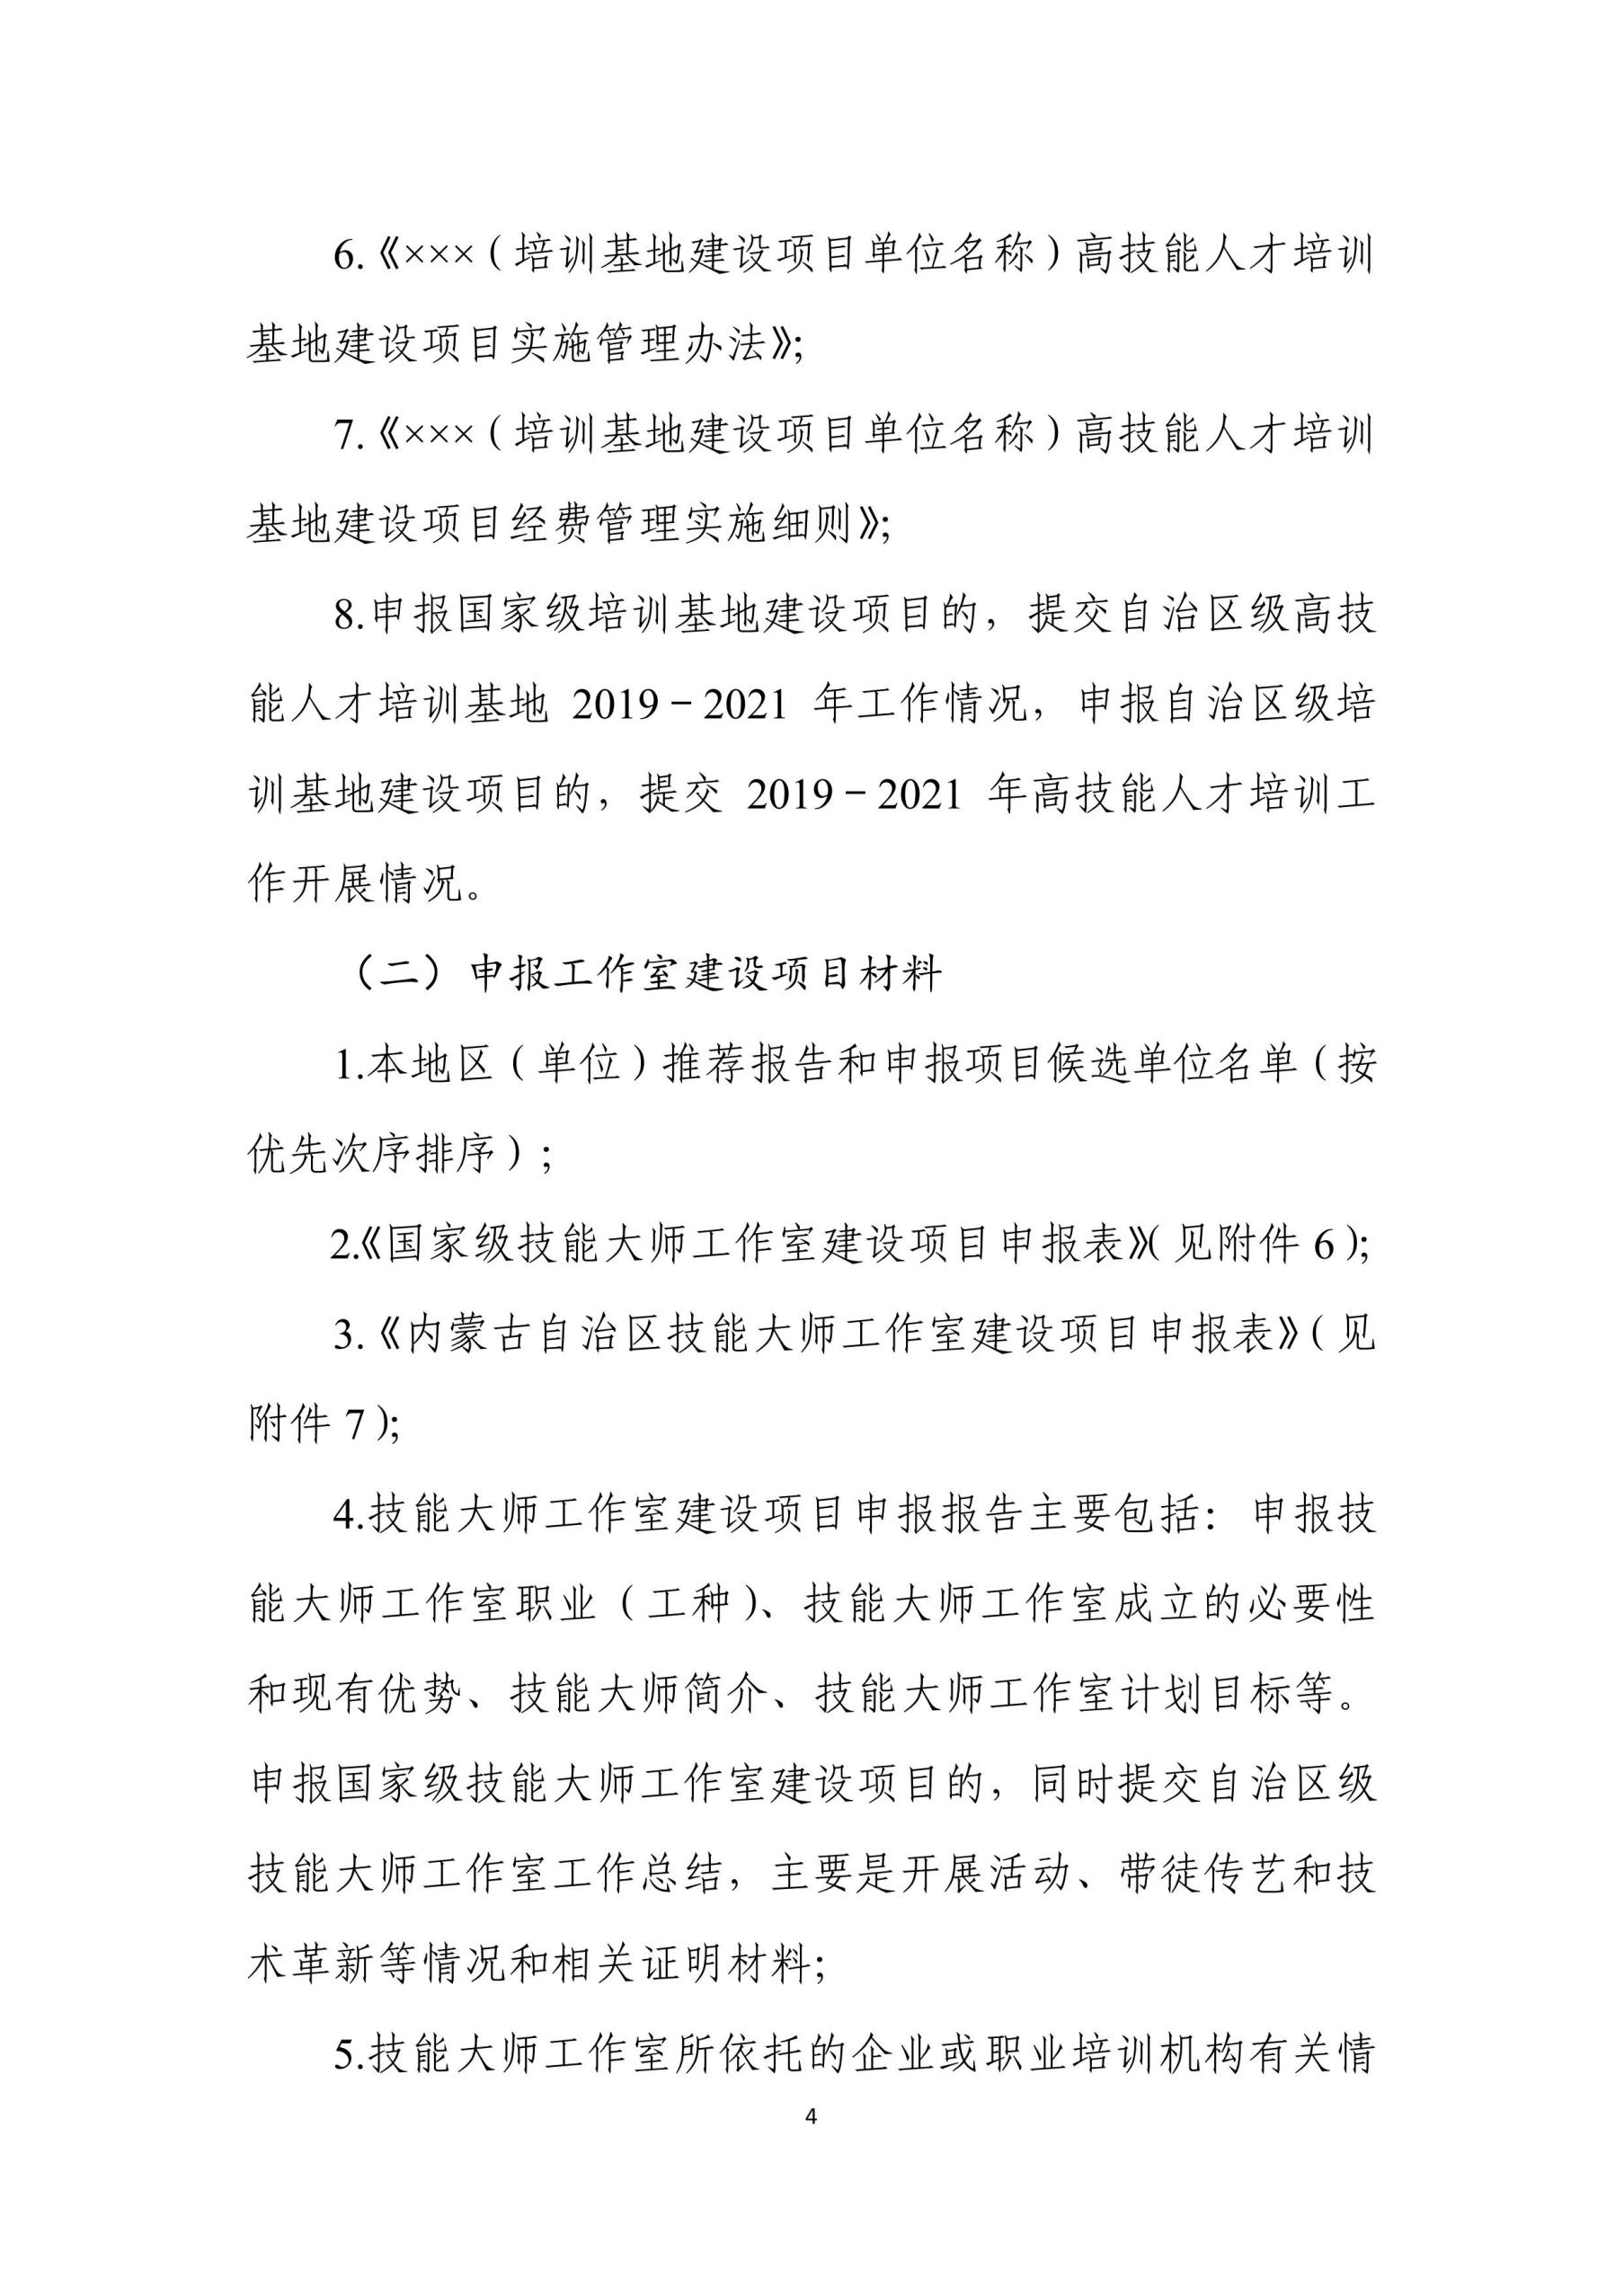 6.《×××（培训基地建设项目单位名称）高技能人才培训
基地建设项目实施管理办法》；
7.《×××（培训基地建设项目单位名称）高技能人才培训
基地建设项目经费管理实施细则》；
8.申报国家级培训基地建设项目的，提交自治区级高技
能人才培训基地 2019－2021 年工作情况，申报自治区级培
训基地建设项目的，提交 2019－2021 年高技能人才培训工
作开展情况。
（二）申报工作室建设项目材料
1.本地区（单位）推荐报告和申报项目候选单位名单（按
优先次序排序）；
2.《国家级技能大师工作室建设项目申报表》（见附件 6）；
3.《内蒙古自治区技能大师工作室建设项目申报表》（见
附件 7）；
4.技能大师工作室建设项目申报报告主要包括：申报技
能大师工作室职业（工种）、技能大师工作室成立的必要性
和现有优势、技能大师简介、技能大师工作室计划目标等。
申报国家级技能大师工作室建设项目的，同时提交自治区级
技能大师工作室工作总结，主要是开展活动、带徒传艺和技
术革新等情况和相关证明材料；
5.技能大师工作室所依托的企业或职业培训机构有关情
4